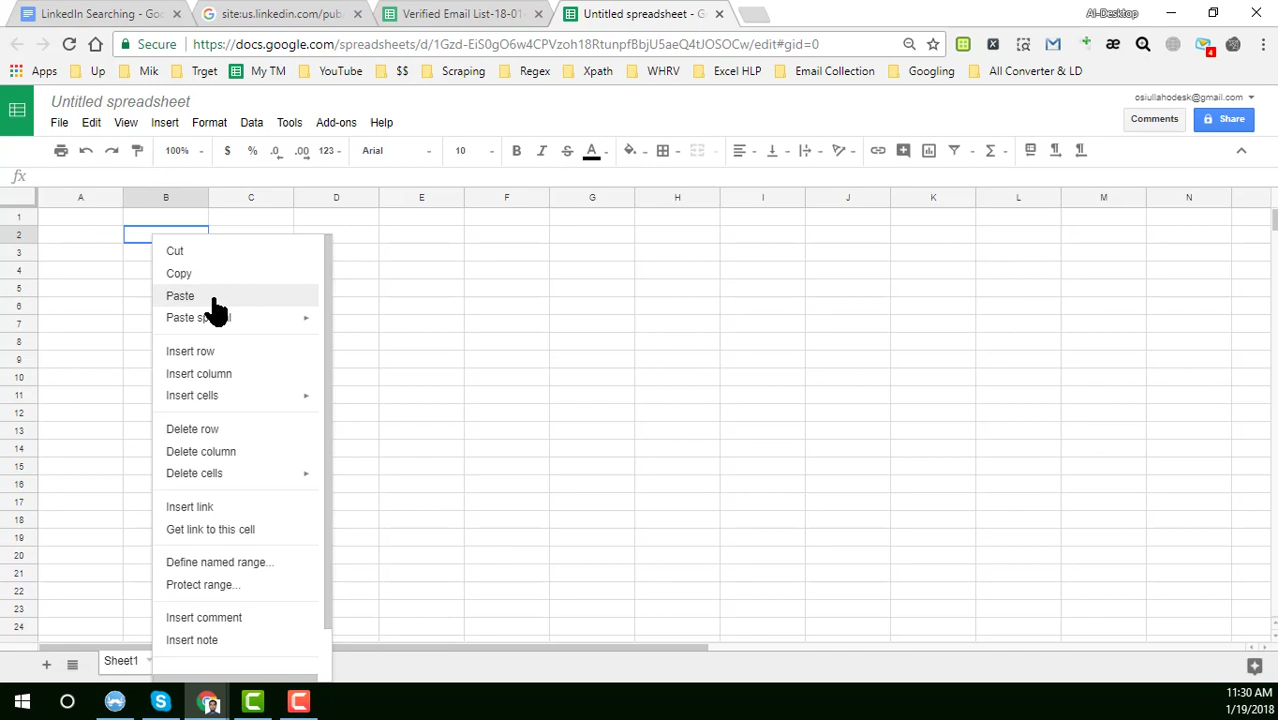 LinkedIn Searching - Goo
site:us.linkedin.com/pub
Verified Email List-18-01
Untitled spreadsheet - G
AI-Desktop
Secure
https://docs.google.com/spreadsheets/d/1Gzd-EiS0gO6w4CPVzoh18RtunpfBbjU5aeQ4tJOSOCw/edit#gid=0
4
Apps
Up
Mik
Trget
My TM
YouTube
$$
Scraping
Regex
Xpath
WHRV
Excel HLP
Email Collection
Googling
All Converter & LD
Untitled spreadsheet
osiullahodesk@gmail.com
File Edit View Insert Format Data Tools Add-ons Help
Comments
Share
100% $ % .0 .00 123 Arial 10 B I S A Σ
fx
A B C D E F G H I J K L M N
1
2
3
4
5
6
7
8
9
10
11
12
13
14
15
16
17
18
19
20
21
22
23
24
Cut
Copy
Paste
Insert row
Insert column
Insert cells
Delete row
Delete column
Delete cells
Insert link
Get link to this cell
Define named range...
Protect range...
Insert comment
Insert note
Sheet1
11:30 AM
1/19/2018